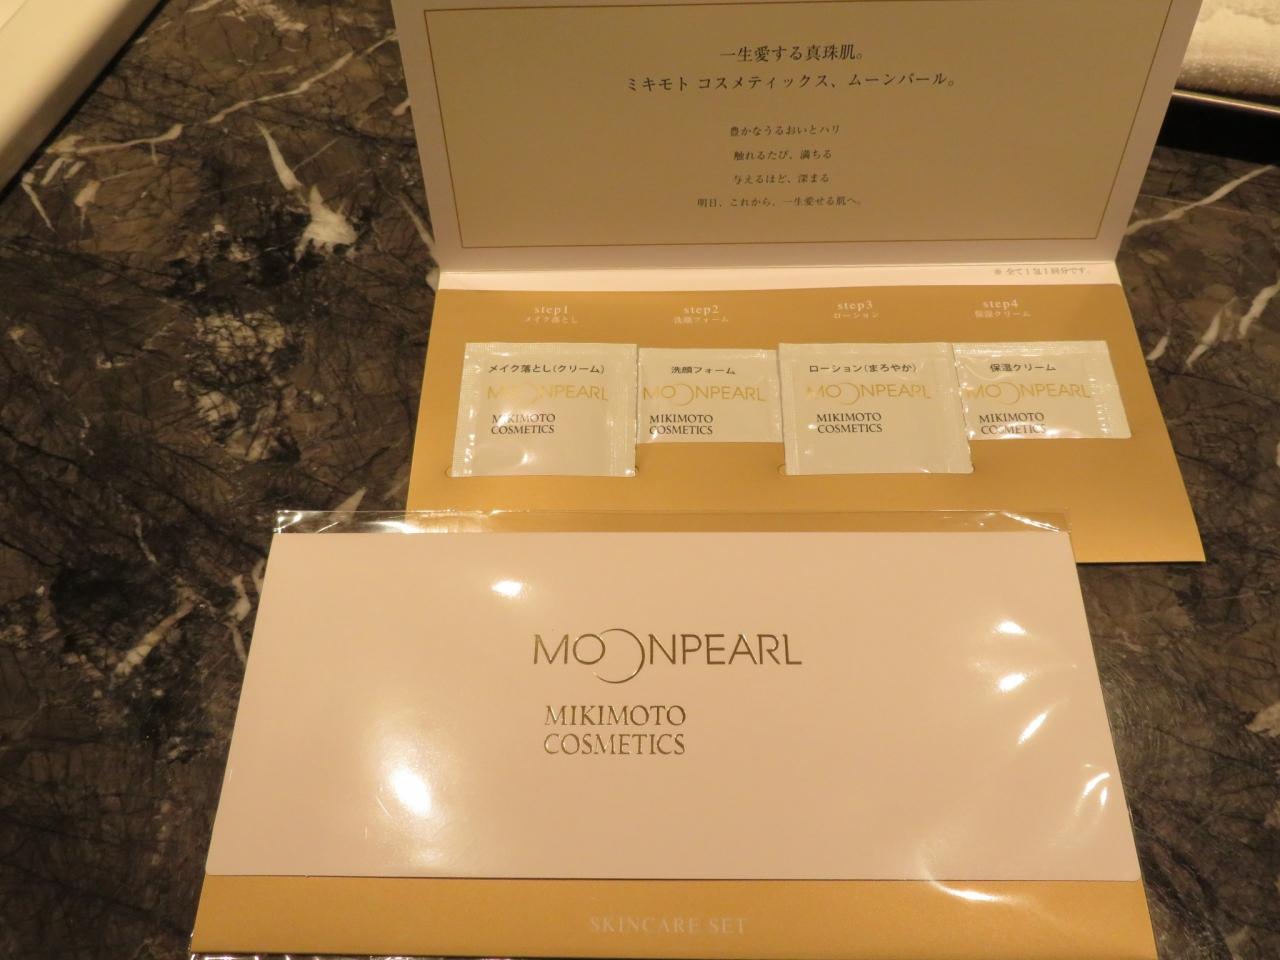 一生愛する真珠肌。
ミキモト コスメティックス、ムーンパール。
豊かなうるおいとハリ
触れるたび、満ちる
与えるほど、深まる
明日、これから、一生愛せる肌へ。
※ 全て1包1回分です。
step1
メイク落とし
step2
洗顔フォーム
step3
ローション
step4
保湿クリーム
メイク落とし(クリーム)
MOONPEARL
MIKIMOTO
COSMETICS
洗顔フォーム
MOONPEARL
MIKIMOTO
COSMETICS
ローション(まろやか)
MOONPEARL
MIKIMOTO
COSMETICS
保湿クリーム
MOONPEARL
MIKIMOTO
COSMETICS
MOONPEARL
MIKIMOTO
COSMETICS
SKINCARE SET